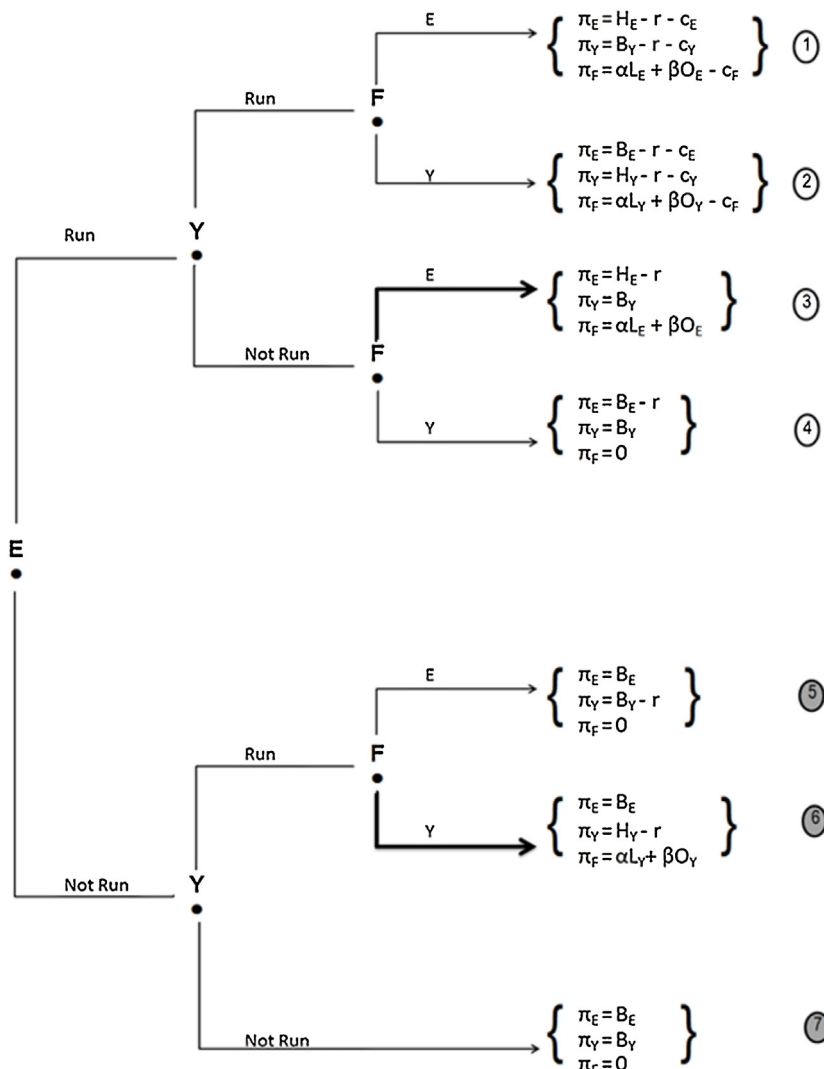 E
π_E = H_E - r - c_E
π_Y = B_Y - r - c_Y
π_F = αL_E + βO_E - c_F
1
F
Run
Y
π_E = B_E - r - c_E
π_Y = H_Y - r - c_Y
π_F = αL_Y + βO_Y - c_F
2
Y
Run
E
π_E = H_E - r
π_Y = B_Y
π_F = αL_E + βO_E
3
F
Not Run
Y
π_E = B_E - r
π_Y = B_Y
π_F = 0
4
E
E
π_E = B_E
π_Y = B_Y - r
π_F = 0
5
F
Run
Y
π_E = B_E
π_Y = H_Y - r
π_F = αL_Y + βO_Y
6
Y
Not Run
Not Run
π_E = B_E
π_Y = B_Y
π_F = 0
7